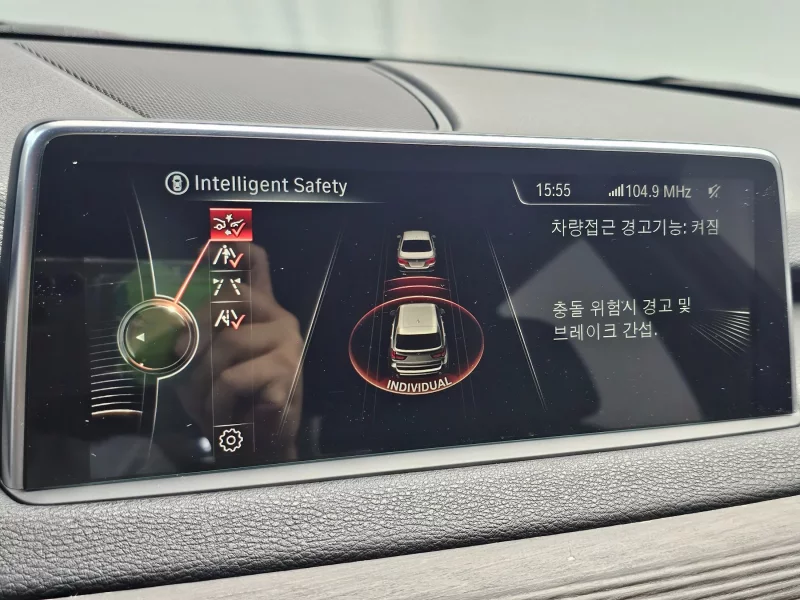 Intelligent Safety
15:55 104.9 MHz
차량접근 경고기능: 켜짐
충돌 위험시 경고 및
브레이크 간섭.
INDIVIDUAL